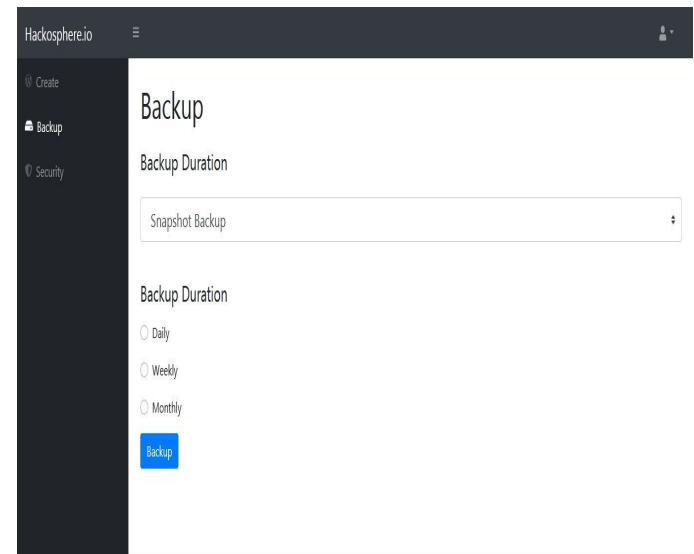 Hackosphere.io
Create
Backup
Security
Backup
Backup Duration
Snapshot Backup
Backup Duration
Daily
Weekly
Monthly
Backup